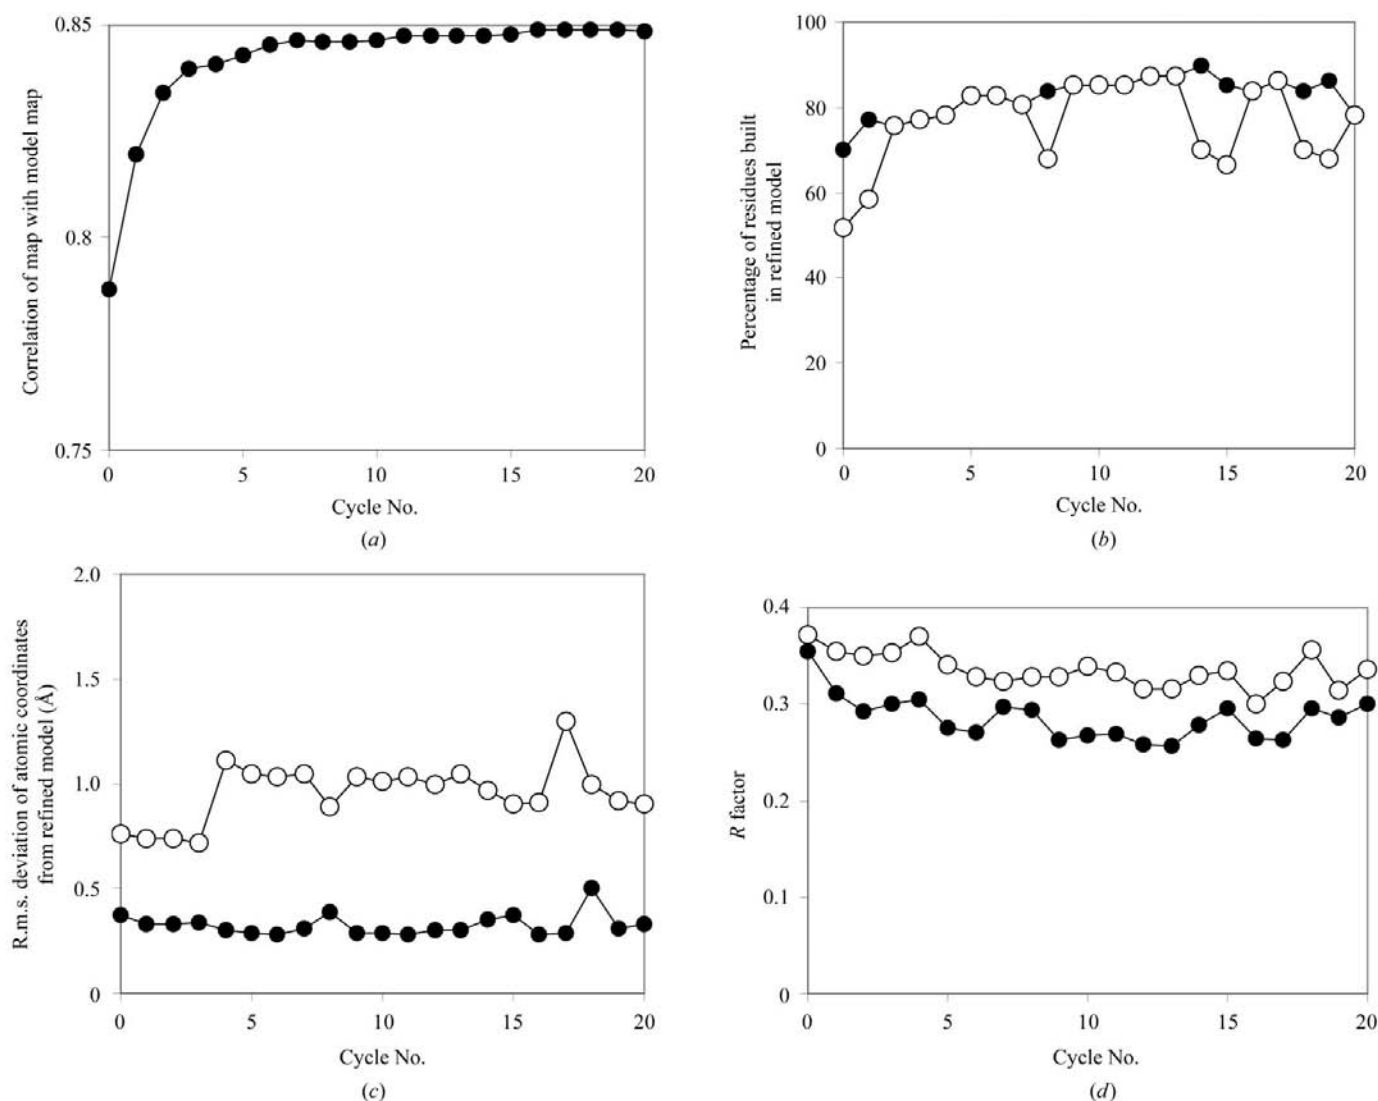 Correlation of map with model map
0.85
0.8
0.75
0 5 10 15 20
Cycle No.
(a)
Percentage of residues built
in refined model
100
80
60
40
20
0
0 5 10 15 20
Cycle No.
(b)
R.m.s. deviation of atomic coordinates
from refined model (Å)
2.0
1.5
1.0
0.5
0
0 5 10 15 20
Cycle No.
(c)
R factor
0.4
0.3
0.2
0.1
0
0 5 10 15 20
Cycle No.
(d)